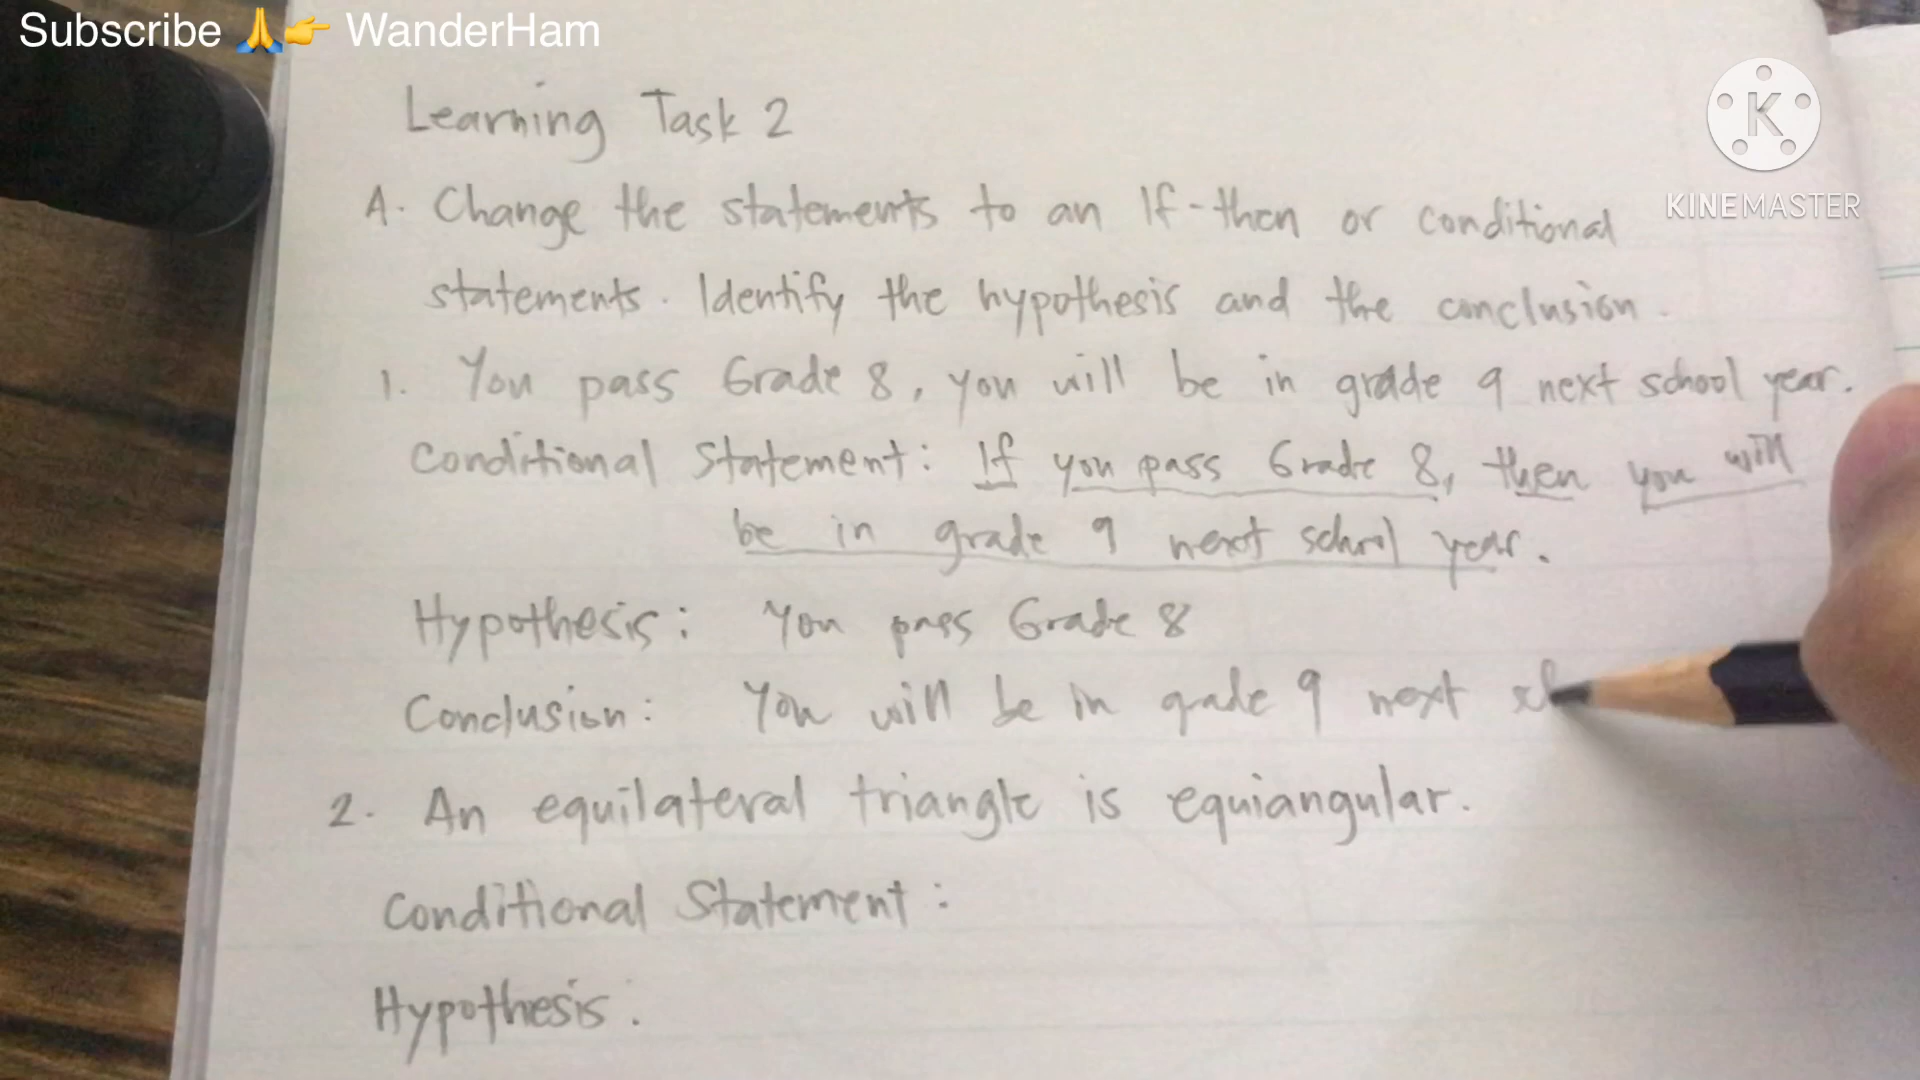 Subscribe 🙏👉 WanderHam
KINEMASTER
Learning Task 2
A. Change the statements to an If-then or conditional
statements. Identify the hypothesis and the conclusion.
1. You pass Grade 8, you will be in grade 9 next school year.
Conditional Statement: If you pass Grade 8, then you will
be in grade 9 next school year.
Hypothesis: You pass Grade 8
Conclusion: You will be in grade 9 next
2. An equilateral triangle is equiangular.
Conditional Statement:
Hypothesis: